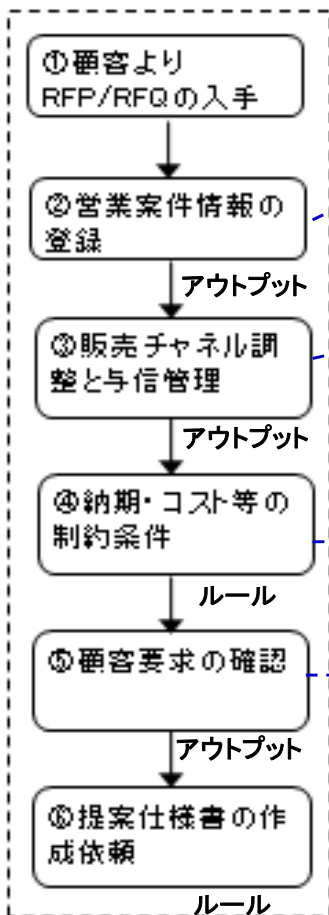 ①顧客より
RFP/RFQの入手
②営業案件情報の
登録
アウトプット
③販売チャネル調
整と与信管理
アウトプット
④納期・コスト等の
制約条件
ルール
⑤顧客要求の確認
アウトプット
⑥提案仕様書の作
成依頼
ルール